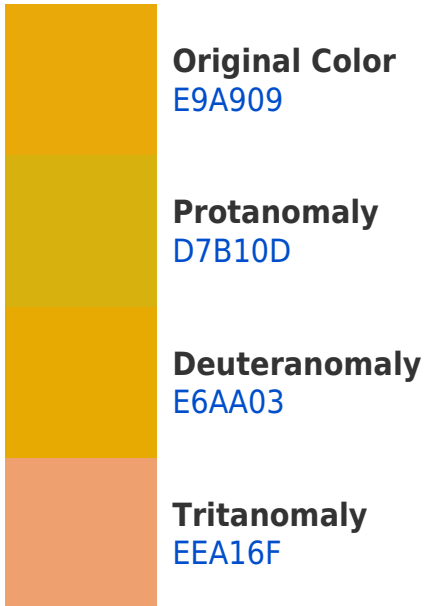 Original Color
E9A909
Protanomaly
D7B10D
Deuteranomaly
E6AA03
Tritanomaly
EEA16F